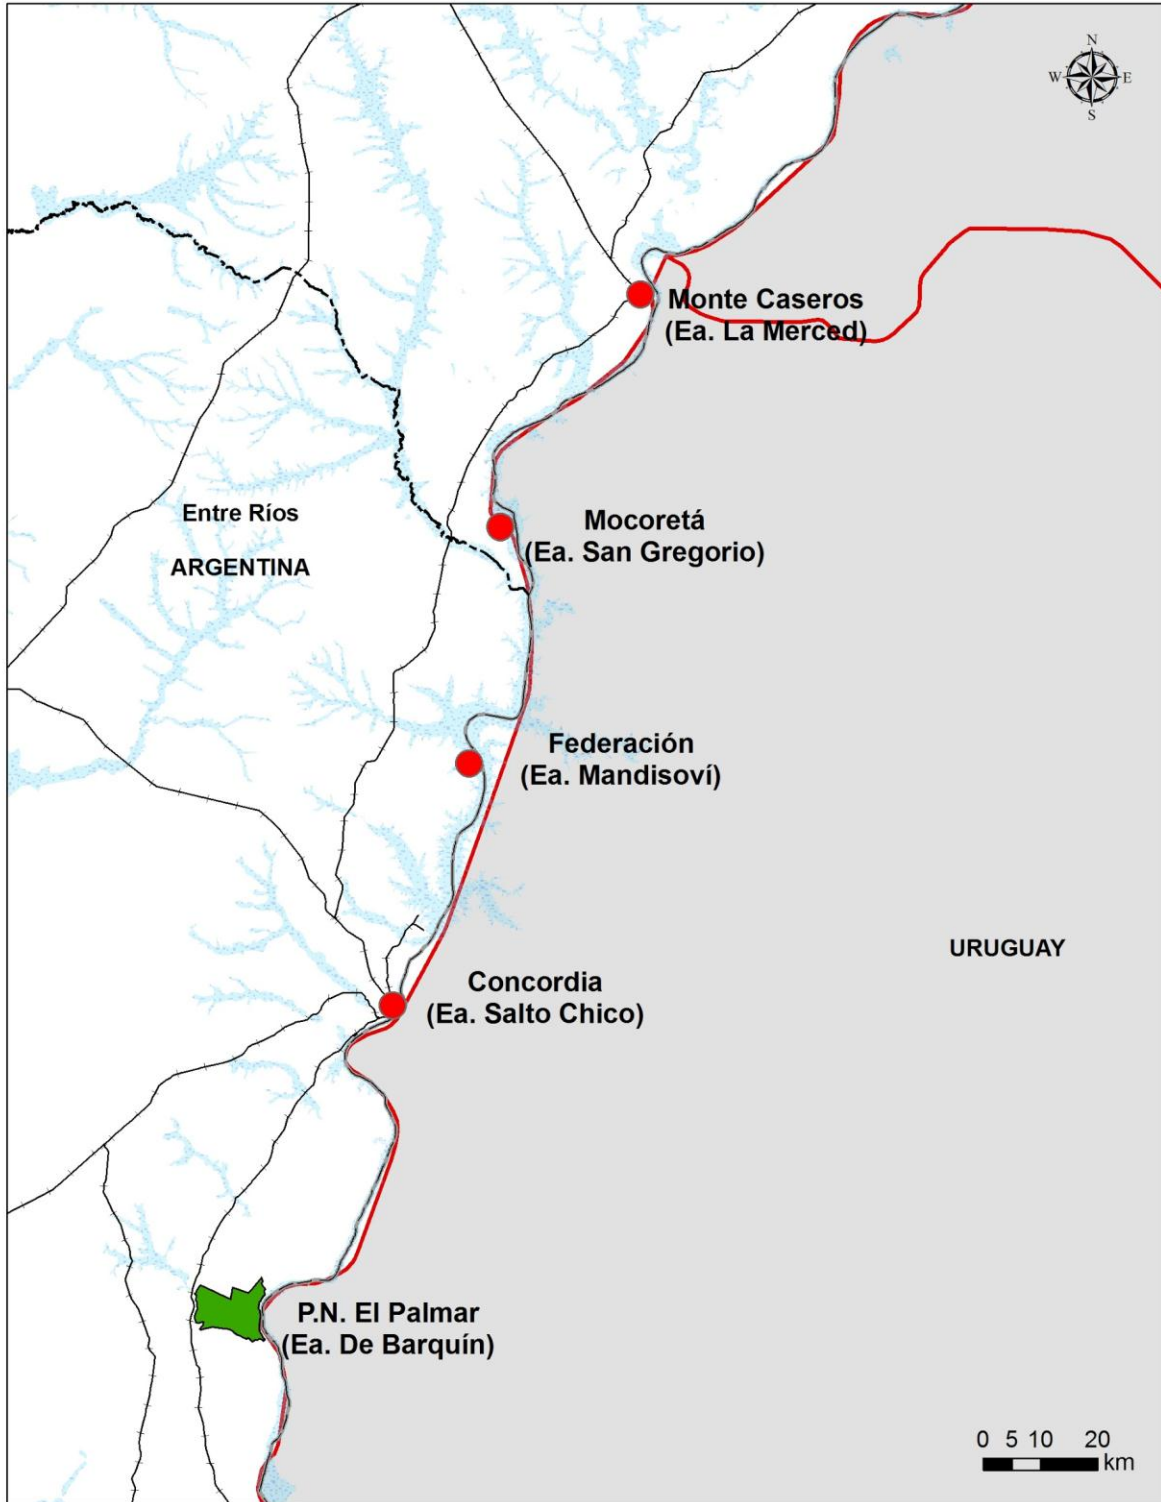 N
W E
S
Monte Caseros
(Ea. La Merced)
Entre Ríos
ARGENTINA
Mocoretá
(Ea. San Gregorio)
Federación
(Ea. Mandisoví)
URUGUAY
Concordia
(Ea. Salto Chico)
P.N. El Palmar
(Ea. De Barquín)
0 5 10 20
km